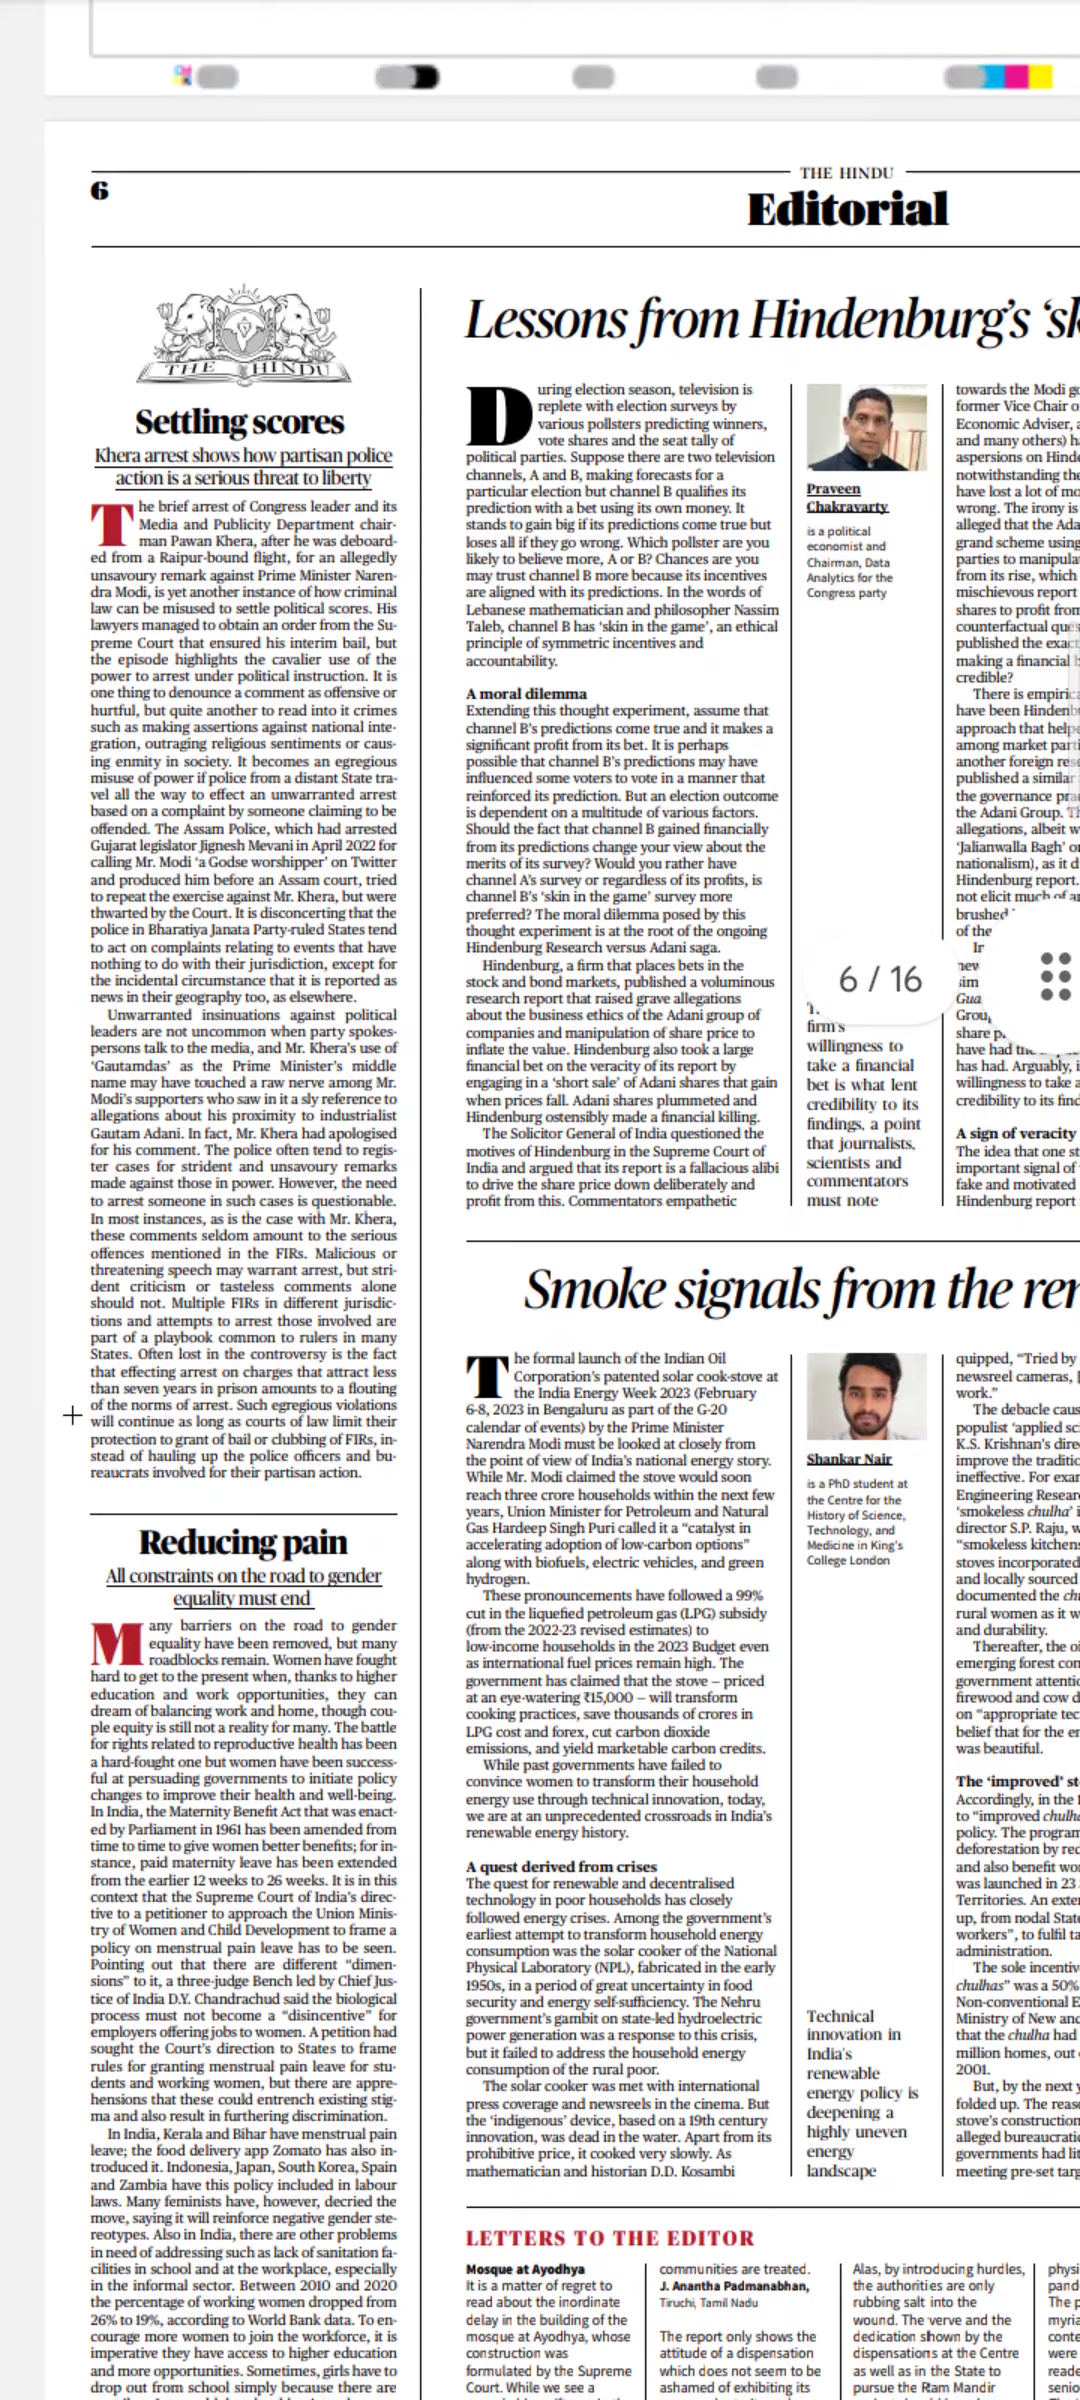 6
THE HINDU
Editorial
THE HINDU
Settling scores
Khera arrest shows how partisan police
action is a serious threat to liberty
The brief arrest of Congress leader and its
Media and Publicity Department chair-
man Pawan Khera, after he was deboard-
ed from a Raipur-bound flight, for an allegedly
unsavoury remark against Prime Minister Naren-
dra Modi, is yet another instance of how criminal
law can be misused to settle political scores. His
lawyers managed to obtain an order from the Su-
preme Court that ensured his interim bail, but
the episode highlights the cavalier use of the
power to arrest under political instruction. It is
one thing to denounce a comment as offensive or
hurtful, but quite another to read into it crimes
such as making assertions against national inte-
gration, outraging religious sentiments or caus-
ing enmity in society. It becomes an egregious
misuse of power if police from a distant State tra-
vel all the way to effect an unwarranted arrest
based on a complaint by someone claiming to be
offended. The Assam Police, which had arrested
Gujarat legislator Jignesh Mevani in April 2022 for
calling Mr. Modi ‘a Godse worshipper’ on Twitter
and produced him before an Assam court, tried
to repeat the exercise against Mr. Khera, but were
thwarted by the Court. It is disconcerting that the
police in Bharatiya Janata Party-ruled States tend
to act on complaints relating to events that have
nothing to do with their jurisdiction, except for
the incidental circumstance that it is reported as
news in their geography too, as elsewhere.
Unwarranted insinuations against political
leaders are not uncommon when party spokes-
persons talk to the media, and Mr. Khera’s use of
‘Gautamdas’ as the Prime Minister’s middle
name may have touched a raw nerve among Mr.
Modi’s supporters who saw in it a sly reference to
allegations about his proximity to industrialist
Gautam Adani. In fact, Mr. Khera had apologised
for his comment. The police often tend to regis-
ter cases for strident and unsavoury remarks
made against those in power. However, the need
to arrest someone in such cases is questionable.
In most instances, as is the case with Mr. Khera,
these comments seldom amount to the serious
offences mentioned in the FIRs. Malicious or
threatening speech may warrant arrest, but stri-
dent criticism or tasteless comments alone
should not. Multiple FIRs in different jurisdic-
tions and attempts to arrest those involved are
part of a playbook common to rulers in many
States. Often lost in the controversy is the fact
that effecting arrest on charges that attract less
than seven years in prison amounts to a flouting
of the norms of arrest. Such egregious violations
will continue as long as courts of law limit their
protection to grant of bail or clubbing of FIRs, in-
stead of hauling up the police officers and bu-
reaucrats involved for their partisan action.
Reducing pain
All constraints on the road to gender
equality must end
Many barriers on the road to gender
equality have been removed, but many
roadblocks remain. Women have fought
hard to get to the present when, thanks to higher
education and work opportunities, they can
dream of balancing work and home, though cou-
ple equity is still not a reality for many. The battle
for rights related to reproductive health has been
a hard-fought one but women have been success-
ful at persuading governments to initiate policy
changes to improve their health and well-being.
In India, the Maternity Benefit Act that was enact-
ed by Parliament in 1961 has been amended from
time to time to give women better benefits; for in-
stance, paid maternity leave has been extended
from the earlier 12 weeks to 26 weeks. It is in this
context that the Supreme Court of India’s direc-
tive to a petitioner to approach the Union Minis-
try of Women and Child Development to frame a
policy on menstrual pain leave has to be seen.
Pointing out that there are different “dimen-
sions” to it, a three-judge Bench led by Chief Jus-
tice of India D.Y. Chandrachud said the biological
process must not become a “disincentive” for
employers offering jobs to women. A petition had
sought the Court’s direction to States to frame
rules for granting menstrual pain leave for stu-
dents and working women, but there are appre-
hensions that these could entrench existing stig-
ma and also result in furthering discrimination.
In India, Kerala and Bihar have menstrual pain
leave; the food delivery app Zomato has also in-
troduced it. Indonesia, Japan, South Korea, Spain
and Zambia have this policy included in labour
laws. Many feminists have, however, decried the
move, saying it will reinforce negative gender ste-
reotypes. Also in India, there are other problems
in need of addressing such as lack of sanitation fa-
cilities in school and at the workplace, especially
in the informal sector. Between 2010 and 2020
the percentage of working women dropped from
26% to 19%, according to World Bank data. To en-
courage more women to join the workforce, it is
imperative they have access to higher education
and more opportunities. Sometimes, girls have to
drop out from school simply because there are
Lessons from Hindenburg’s
During election season, television is
replete with election surveys by
various pollsters predicting winners,
vote shares and the seat tally of
political parties. Suppose there are two television
channels, A and B, making forecasts for a
particular election but channel B qualifies its
prediction with a bet using its own money. It
stands to gain big if its predictions come true but
loses all if they go wrong. Which pollster are you
likely to believe more, A or B? Chances are you
may trust channel B more because its incentives
are aligned with its predictions. In the words of
Lebanese mathematician and philosopher Nassim
Taleb, channel B has ‘skin in the game’, an ethical
principle of symmetric incentives and
accountability.
A moral dilemma
Extending this thought experiment, assume that
channel B’s predictions come true and it makes a
significant profit from its bet. It is perhaps
possible that channel B’s predictions may have
influenced some voters to vote in a manner that
reinforced its prediction. But an election outcome
is dependent on a multitude of various factors.
Should the fact that channel B gained financially
from its predictions change your view about the
merits of its survey? Would you rather have
channel A’s survey or regardless of its profits, is
channel B’s ‘skin in the game’ survey more
preferred? The moral dilemma posed by this
thought experiment is at the root of the ongoing
Hindenburg Research versus Adani saga.
Hindenburg, a firm that places bets in the
stock and bond markets, published a voluminous
research report that raised grave allegations
about the business ethics of the Adani group of
companies and manipulation of share price to
inflate the value. Hindenburg also took a large
financial bet on the veracity of its report by
engaging in a ‘short sale’ of Adani shares that gain
when prices fall. Adani shares plummeted and
Hindenburg ostensibly made a financial killing.
The Solicitor General of India questioned the
motives of Hindenburg in the Supreme Court of
India and argued that its report is a fallacious alibi
to drive the share price down deliberately and
profit from this. Commentators empathetic
Praveen
Chakravarty
is a political
economist and
Chairman, Data
Analytics for the
Congress party
6 / 16
firm’s
willingness to
take a financial
bet is what lent
credibility to its
findings, a point
that journalists,
scientists and
commentators
must note
towards the Modi
former Vice Chair
Economic Adviser,
and many others)
aspersions on
notwithstanding the
have lost a lot of
wrong. The irony is
alleged that the
grand scheme using
parties to
from its rise, which
mischievous report
shares to profit from
counterfactual
published the
making a financial
credible?
There is
have been
approach that
among market
another foreign
published a similar
the governance
the Adani Group.
allegations, albeit
‘Jalianwalla Bagh’
nationalism), as it
Hindenburg report.
not elicit much of
brushed
of the
new
Share
have had
has had. Arguably,
willingness to take a
credibility to its
A sign of veracity
The idea that one
important signal of
fake and motivated
Hindenburg report
Smoke signals from the
The formal launch of the Indian Oil
Corporation’s patented solar cook-stove at
the India Energy Week 2023 (February
6-8, 2023 in Bengaluru as part of the G-20
calendar of events) by the Prime Minister
Narendra Modi must be looked at closely from
the point of view of India’s national energy story.
While Mr. Modi claimed the stove would soon
reach three crore households within the next few
years, Union Minister for Petroleum and Natural
Gas Hardeep Singh Puri called it a “catalyst in
accelerating adoption of low-carbon options”
along with biofuels, electric vehicles, and green
hydrogen.
These pronouncements have followed a 99%
cut in the liquefied petroleum gas (LPG) subsidy
(from the 2022-23 revised estimates) to
low-income households in the 2023 Budget even
as international fuel prices remain high. The
government has claimed that the stove – priced
at an eye-watering ₹15,000 – will transform
cooking practices, save thousands of crores in
LPG cost and forex, cut carbon dioxide
emissions, and yield marketable carbon credits.
While past governments have failed to
convince women to transform their household
energy use through technical innovation, today,
we are at an unprecedented crossroads in India’s
renewable energy history.
A quest derived from crises
The quest for renewable and decentralised
technology in poor households has closely
followed energy crises. Among the government’s
earliest attempt to transform household energy
consumption was the solar cooker of the National
Physical Laboratory (NPL), fabricated in the early
1950s, in a period of great uncertainty in food
security and energy self-sufficiency. The Nehru
government’s gambit on state-led hydroelectric
power generation was a response to this crisis,
but it failed to address the household energy
consumption of the rural poor.
The solar cooker was met with international
press coverage and newsreels in the cinema. But
the ‘indigenous’ device, based on a 19th century
innovation, was dead in the water. Apart from its
prohibitive price, it cooked very slowly. As
mathematician and historian D.D. Kosambi
Shankar Nair
is a PhD student at
the Centre for the
History of Science,
Technology, and
Medicine in King’s
College London
Technical
innovation in
India’s
renewable
energy policy is
deepening a
highly uneven
energy
landscape
quipped, “Tried by
newsreel cameras,
work.”
The debacle
populist ‘applied
K.S. Krishnan’s
improve the
ineffective. For
Engineering
‘smokeless chulha’
director S.P. Raju,
“smokeless
stoves incorporated
and locally sourced
documented the
rural women as it
and durability.
Thereafter, the
emerging forest
government
firewood and cow
on “appropriate
belief that for the
was beautiful.
The ‘improved’
Accordingly, in the
to “improved
policy. The
deforestation by
and also benefit
was launched in 23
Territories. An
up, from nodal
workers”, to fulfil
administration.
The sole
chulhas” was a 50%
Non-conventional
Ministry of New and
that the chulha had
million homes, out
2001.
But, by the next
folded up. The
stove’s construction
alleged
governments had
meeting pre-set
LETTERS TO THE EDITOR
Mosque at Ayodhya
It is a matter of regret to
read about the inordinate
delay in the building of the
mosque at Ayodhya, whose
construction was
formulated by the Supreme
Court. While we see a
communities are treated.
J. Anantha Padmanabhan,
Tiruchi, Tamil Nadu
The report only shows the
attitude of a dispensation
which does not seem to be
ashamed of exhibiting its
Alas, by introducing hurdles,
the authorities are only
rubbing salt into the
wound. The verve and the
dedication shown by the
dispensations at the Centre
as well as in the State to
pursue the Ram Mandir
The
were